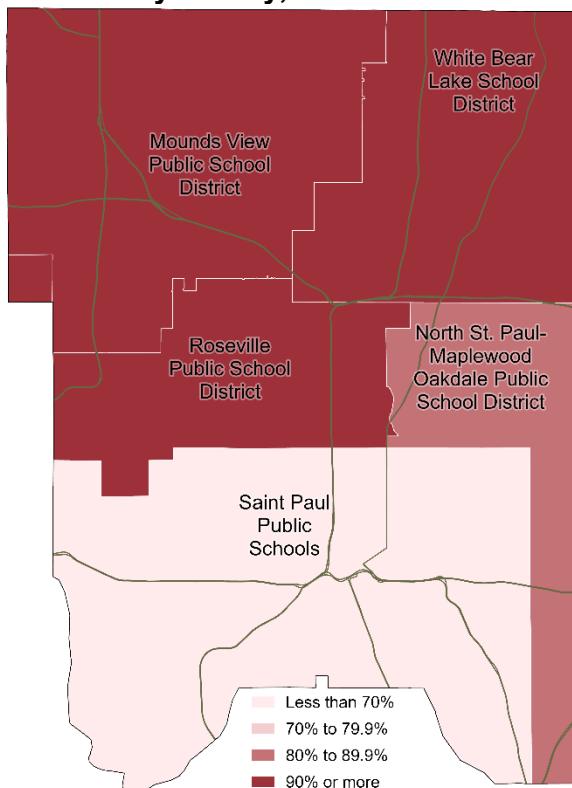 White Bear
Lake School
District
Mounds View
Public School
District
Roseville
Public School
District
North St. Paul-
Maplewood
Oakdale Public
School District
Saint Paul
Public
Schools
Less than 70%
70% to 79.9%
80% to 89.9%
90% or more